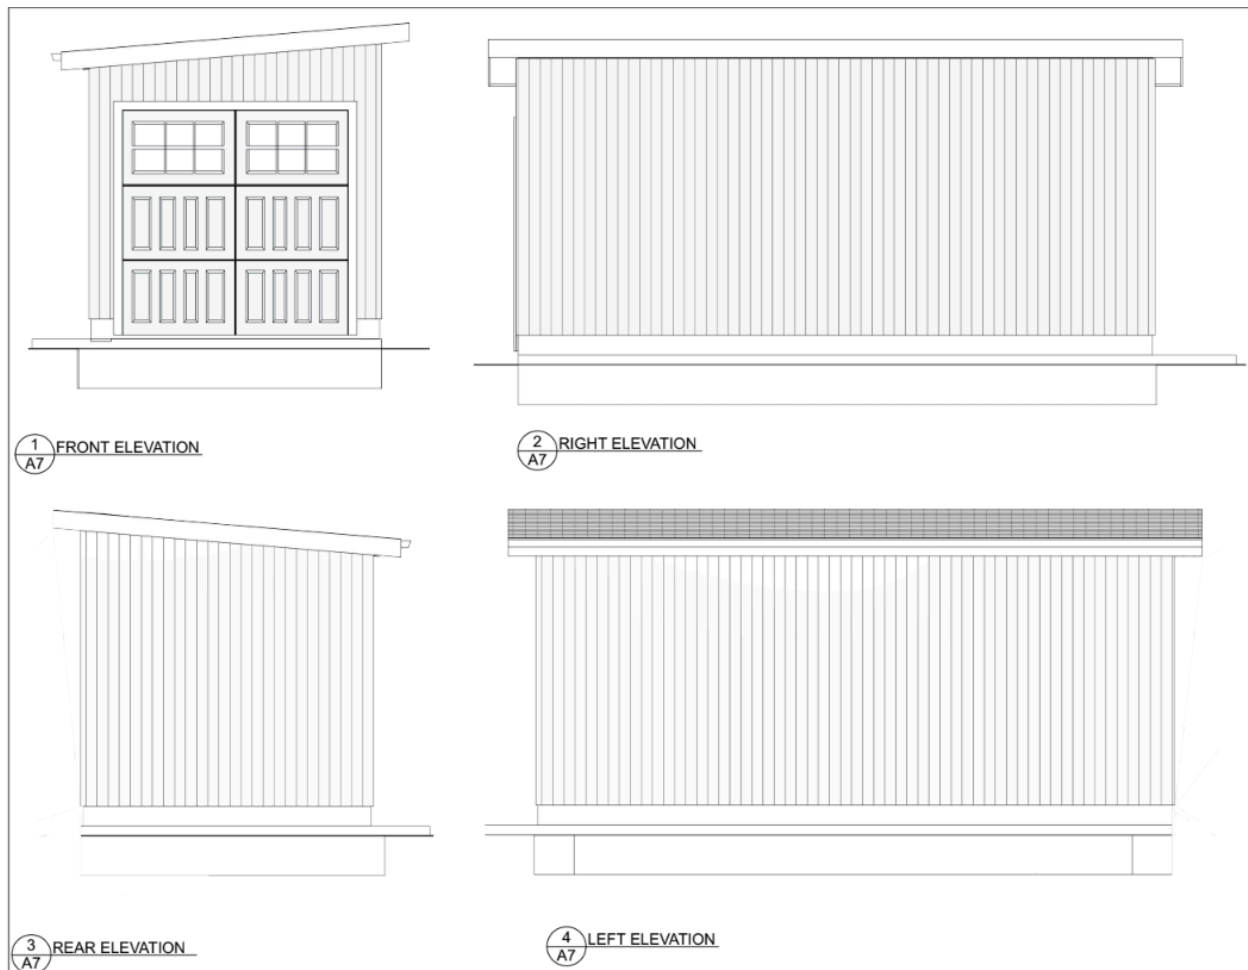 1
A7
FRONT ELEVATION
2
A7
RIGHT ELEVATION
3
A7
REAR ELEVATION
4
A7
LEFT ELEVATION